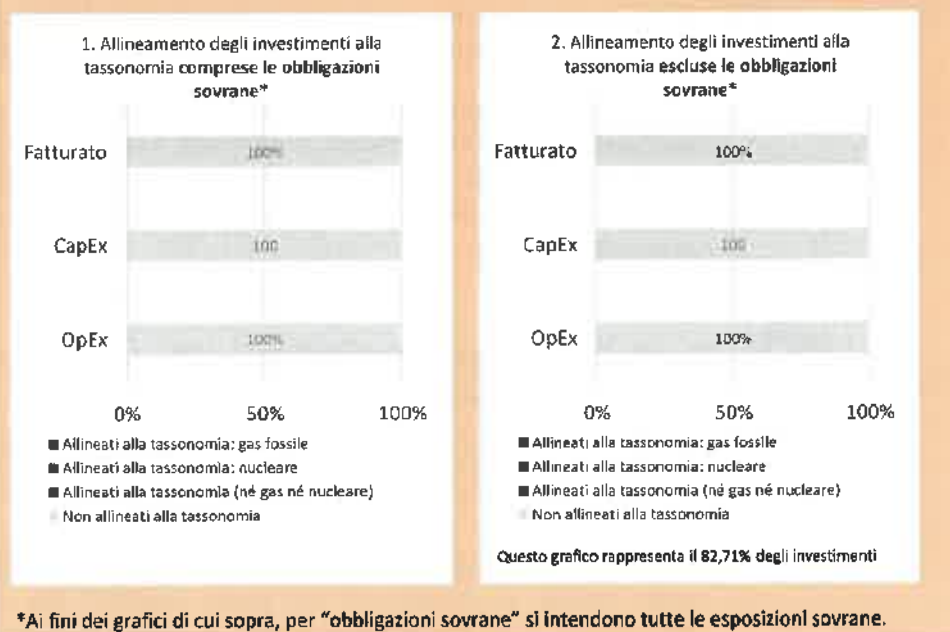 1. Allineamento degli investimenti alla
tassonomia comprese le obbligazioni
sovrane*
Fatturato
100%
CapEx
100
OpEx
100%
0% 50% 100%
■ Allineati alla tassonomia: gas fossile
■ Allineati alla tassonomia: nucleare
■ Allineati alla tassonomia (né gas né nucleare)
Non allineati alla tassonomia
2. Allineamento degli investimenti alla
tassonomia escluse le obbligazioni
sovrane*
Fatturato
100%
CapEx
100
OpEx
100%
0% 50% 100%
■ Allineati alla tassonomia: gas fossile
■ Allineati alla tassonomia: nucleare
■ Allineati alla tassonomia (né gas né nucleare)
Non allineati alla tassonomia
Questo grafico rappresenta il 82,71% degli investimenti
*Ai fini dei grafici di cui sopra, per "obbligazioni sovrane" si intendono tutte le esposizioni sovrane.